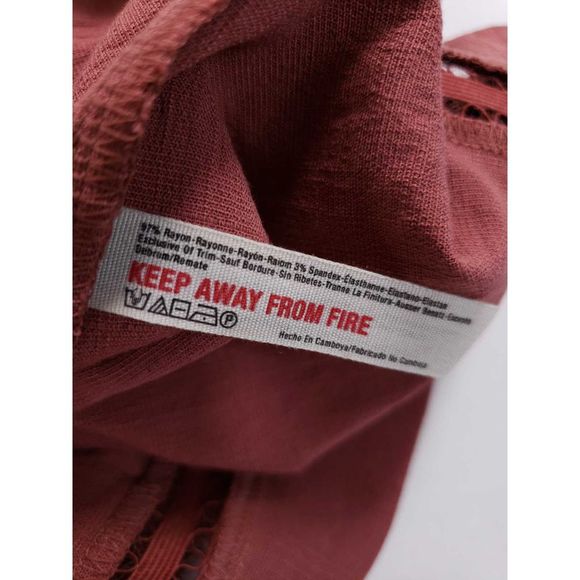 97% Rayon-Rayonne-Rayón-Raiom 3% Spandex-Élasthanne-Elastano-Elastan
Exclusive Of Trim-Sauf Bordure-Sin Ribetes-Tranne La Finitura-Ausser Besatz-Excepto
Debrum/Remate
KEEP AWAY FROM FIRE
P
Hecho En Camboya/Fabricado No Camboja